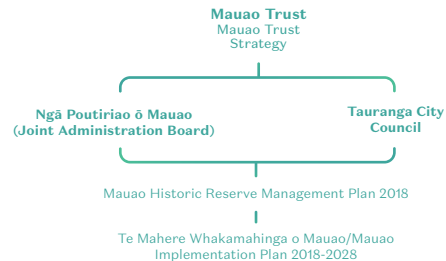 Mauao Trust
Mauao Trust
Strategy
Ngā Poutiriao ō Mauao
(Joint Administration Board)
Tauranga City
Council
Mauao Historic Reserve Management Plan 2018
Te Mahere Whakamahinga o Mauao/Mauao
Implementation Plan 2018-2028